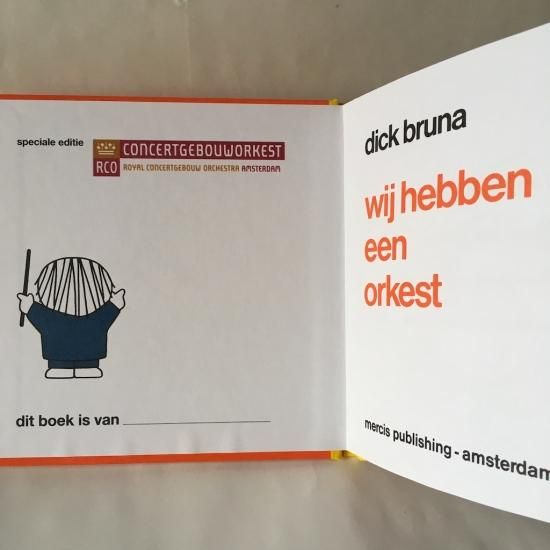 speciale editie
RCO
CONCERTGEBOUWORKEST
ROYAL CONCERTGEBOUW ORCHESTRA AMSTERDAM
dit boek is van
dick bruna
wij hebben
een
orkest
mercis publishing - amsterdam